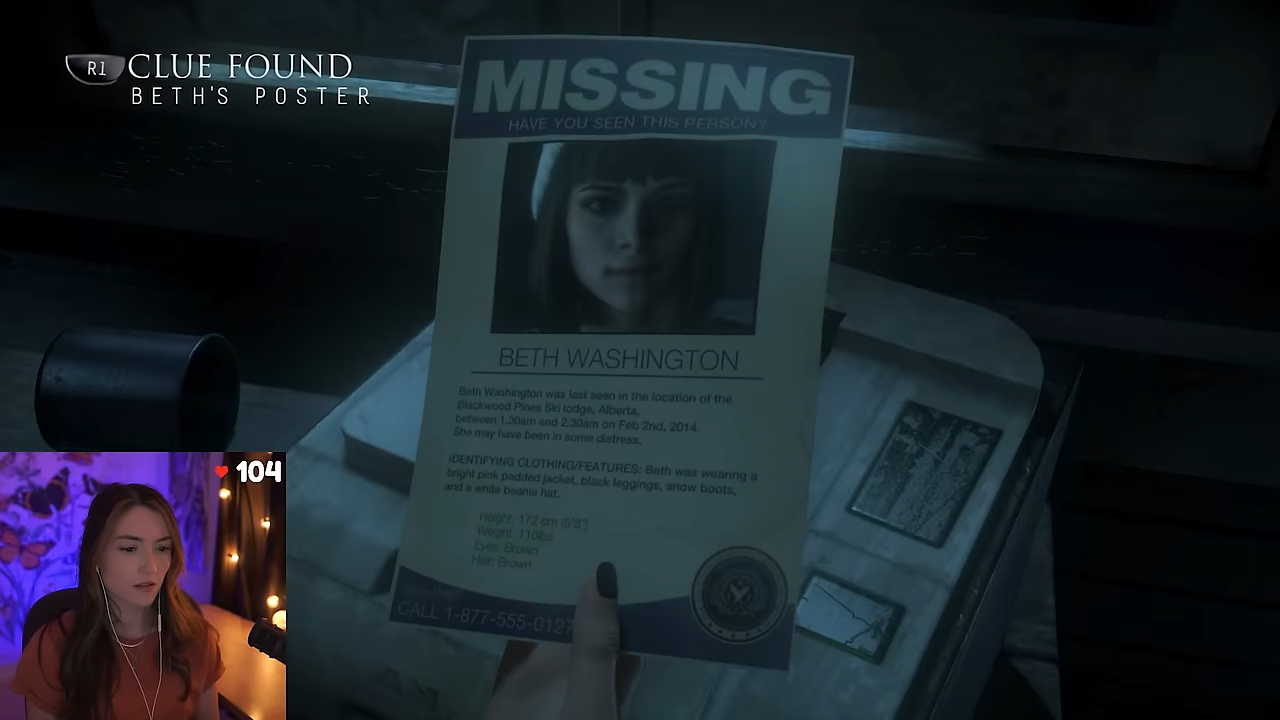 R1 CLUE FOUND
BETH'S POSTER
MISSING
HAVE YOU SEEN THIS PERSON?
BETH WASHINGTON
Beth Washington was last seen in the location of the
Blackwood Pines Ski lodge, Alberta,
between 1.30am and 2.30am on Feb 2nd, 2014.
She may have been in some distress.
IDENTIFYING CLOTHING/FEATURES: Beth was wearing a
bright pink padded jacket, black leggings, snow boots,
and a white beanie hat.
Height: 172 cm (5'8")
Weight: 110lbs
Eyes: Brown
Hair: Brown
CALL 1-877-555-0127
104